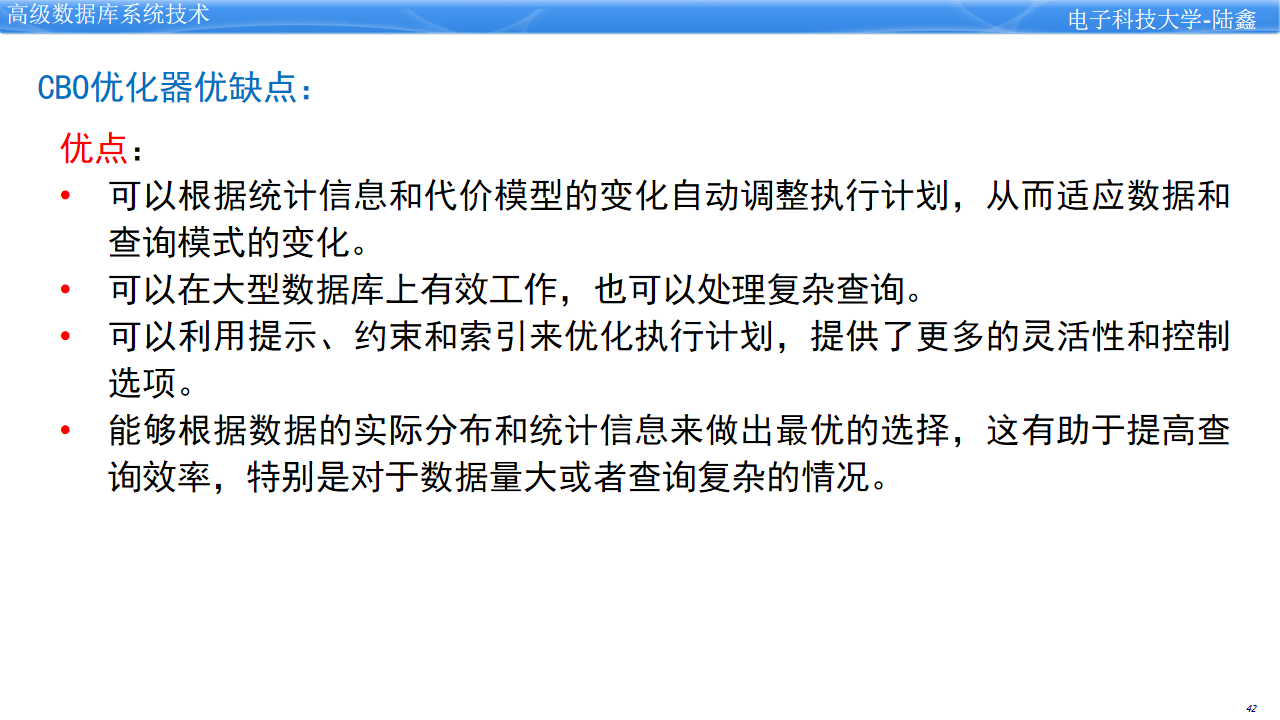 高级数据库系统技术
电子科技大学-陆鑫
CBO优化器优缺点：
优点：
• 可以根据统计信息和代价模型的变化自动调整执行计划，从而适应数据和
查询模式的变化。
• 可以在大型数据库上有效工作，也可以处理复杂查询。
• 可以利用提示、约束和索引来优化执行计划，提供了更多的灵活性和控制
选项。
• 能够根据数据的实际分布和统计信息来做出最优的选择，这有助于提高查
询效率，特别是对于数据量大或者查询复杂的情况。
42